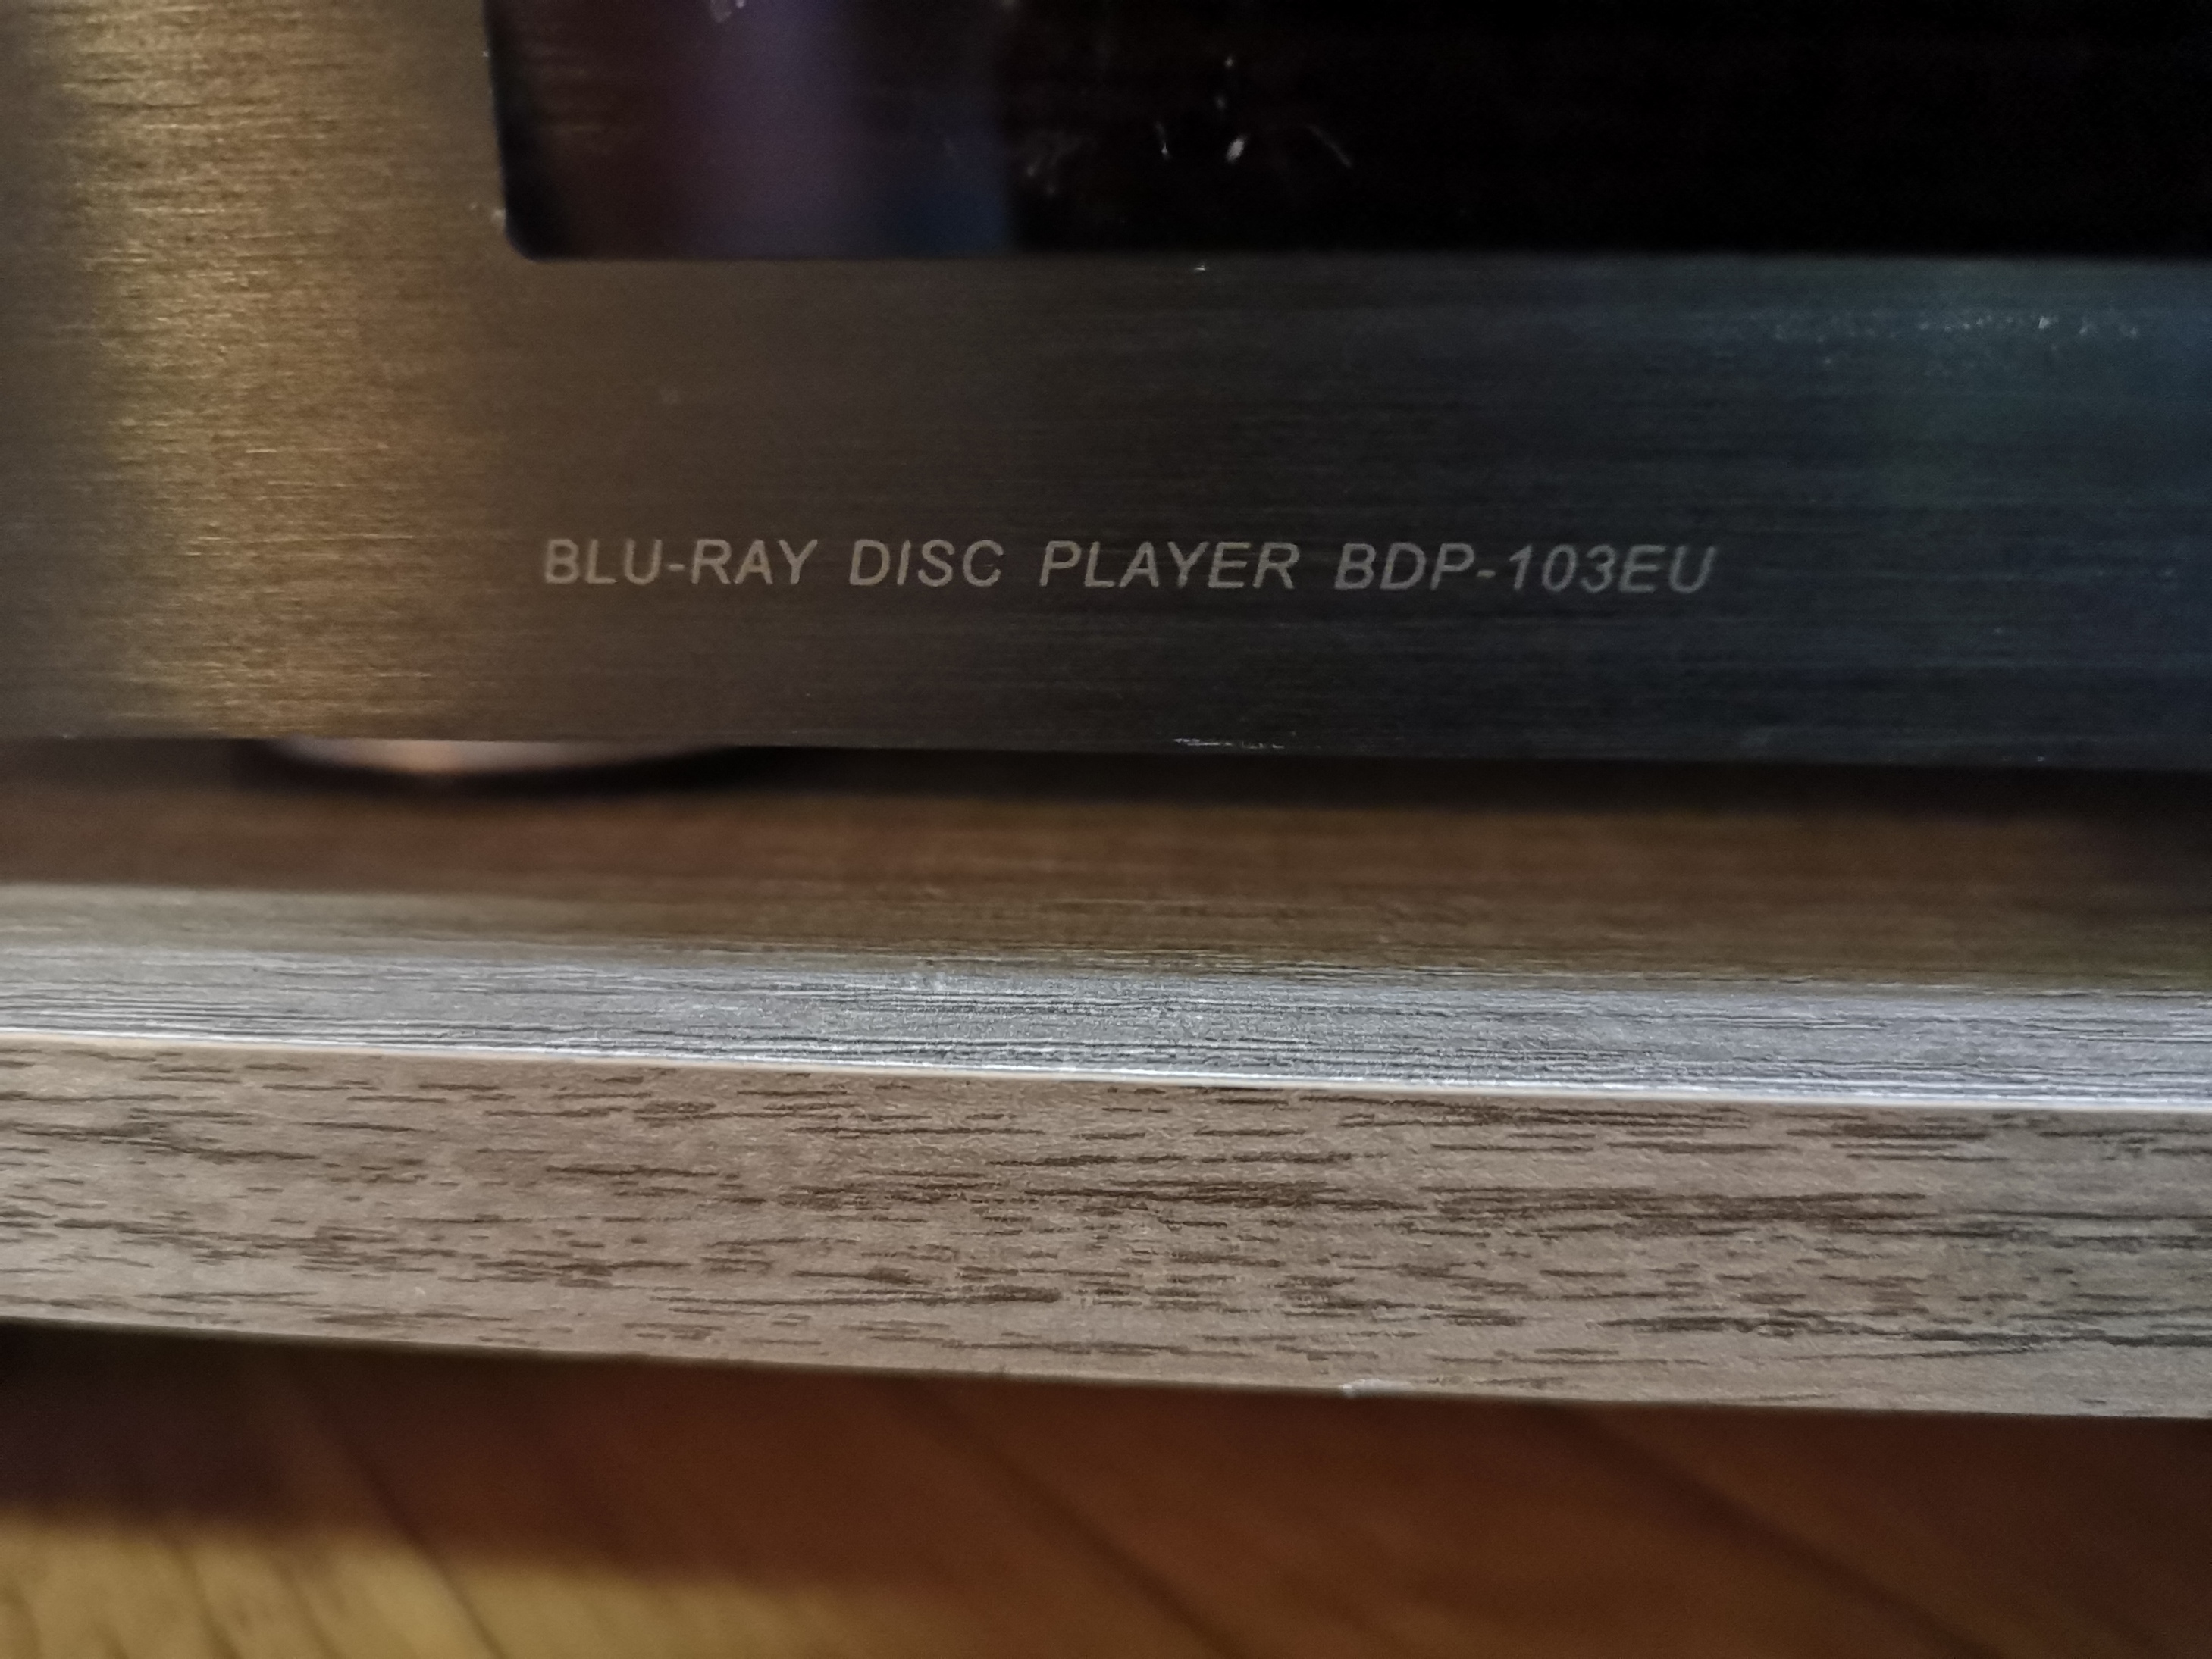 BLU-RAY DISC PLAYER BDP-103EU